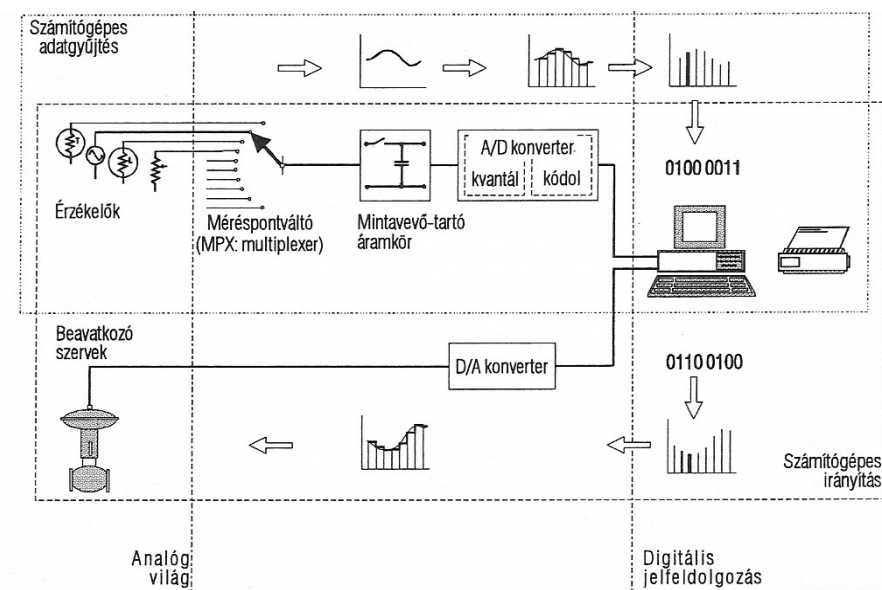 Számítógépes
adatgyűjtés
Érzékelők
Méréspontváltó
(MPX: multiplexer)
Mintavevő-tartó
áramkör
A/D konverter
kvantál
kódol
0100 0011
Beavatkozó
szervek
D/A konverter
0110 0100
Számítógépes
irányítás
Analóg
világ
Digitális
jelfeldolgozás